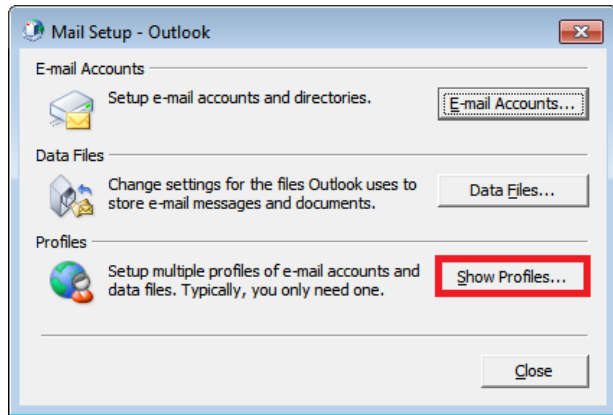 Mail Setup - Outlook
E-mail Accounts
Setup e-mail accounts and directories.
E-mail Accounts...
Data Files
Change settings for the files Outlook uses to
store e-mail messages and documents.
Data Files...
Profiles
Setup multiple profiles of e-mail accounts and
data files. Typically, you only need one.
Show Profiles...
Close